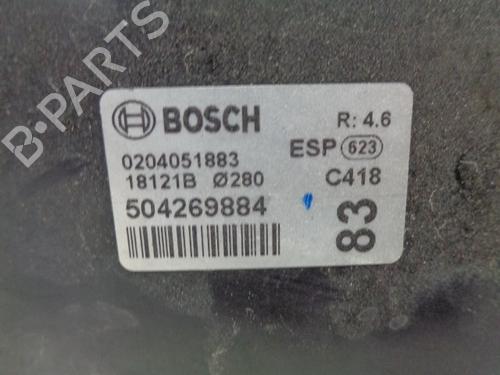 B-PARTS
BOSCH
R: 4.6
0204051883
ESP 623
18121B Ø280
C418
504269884
83